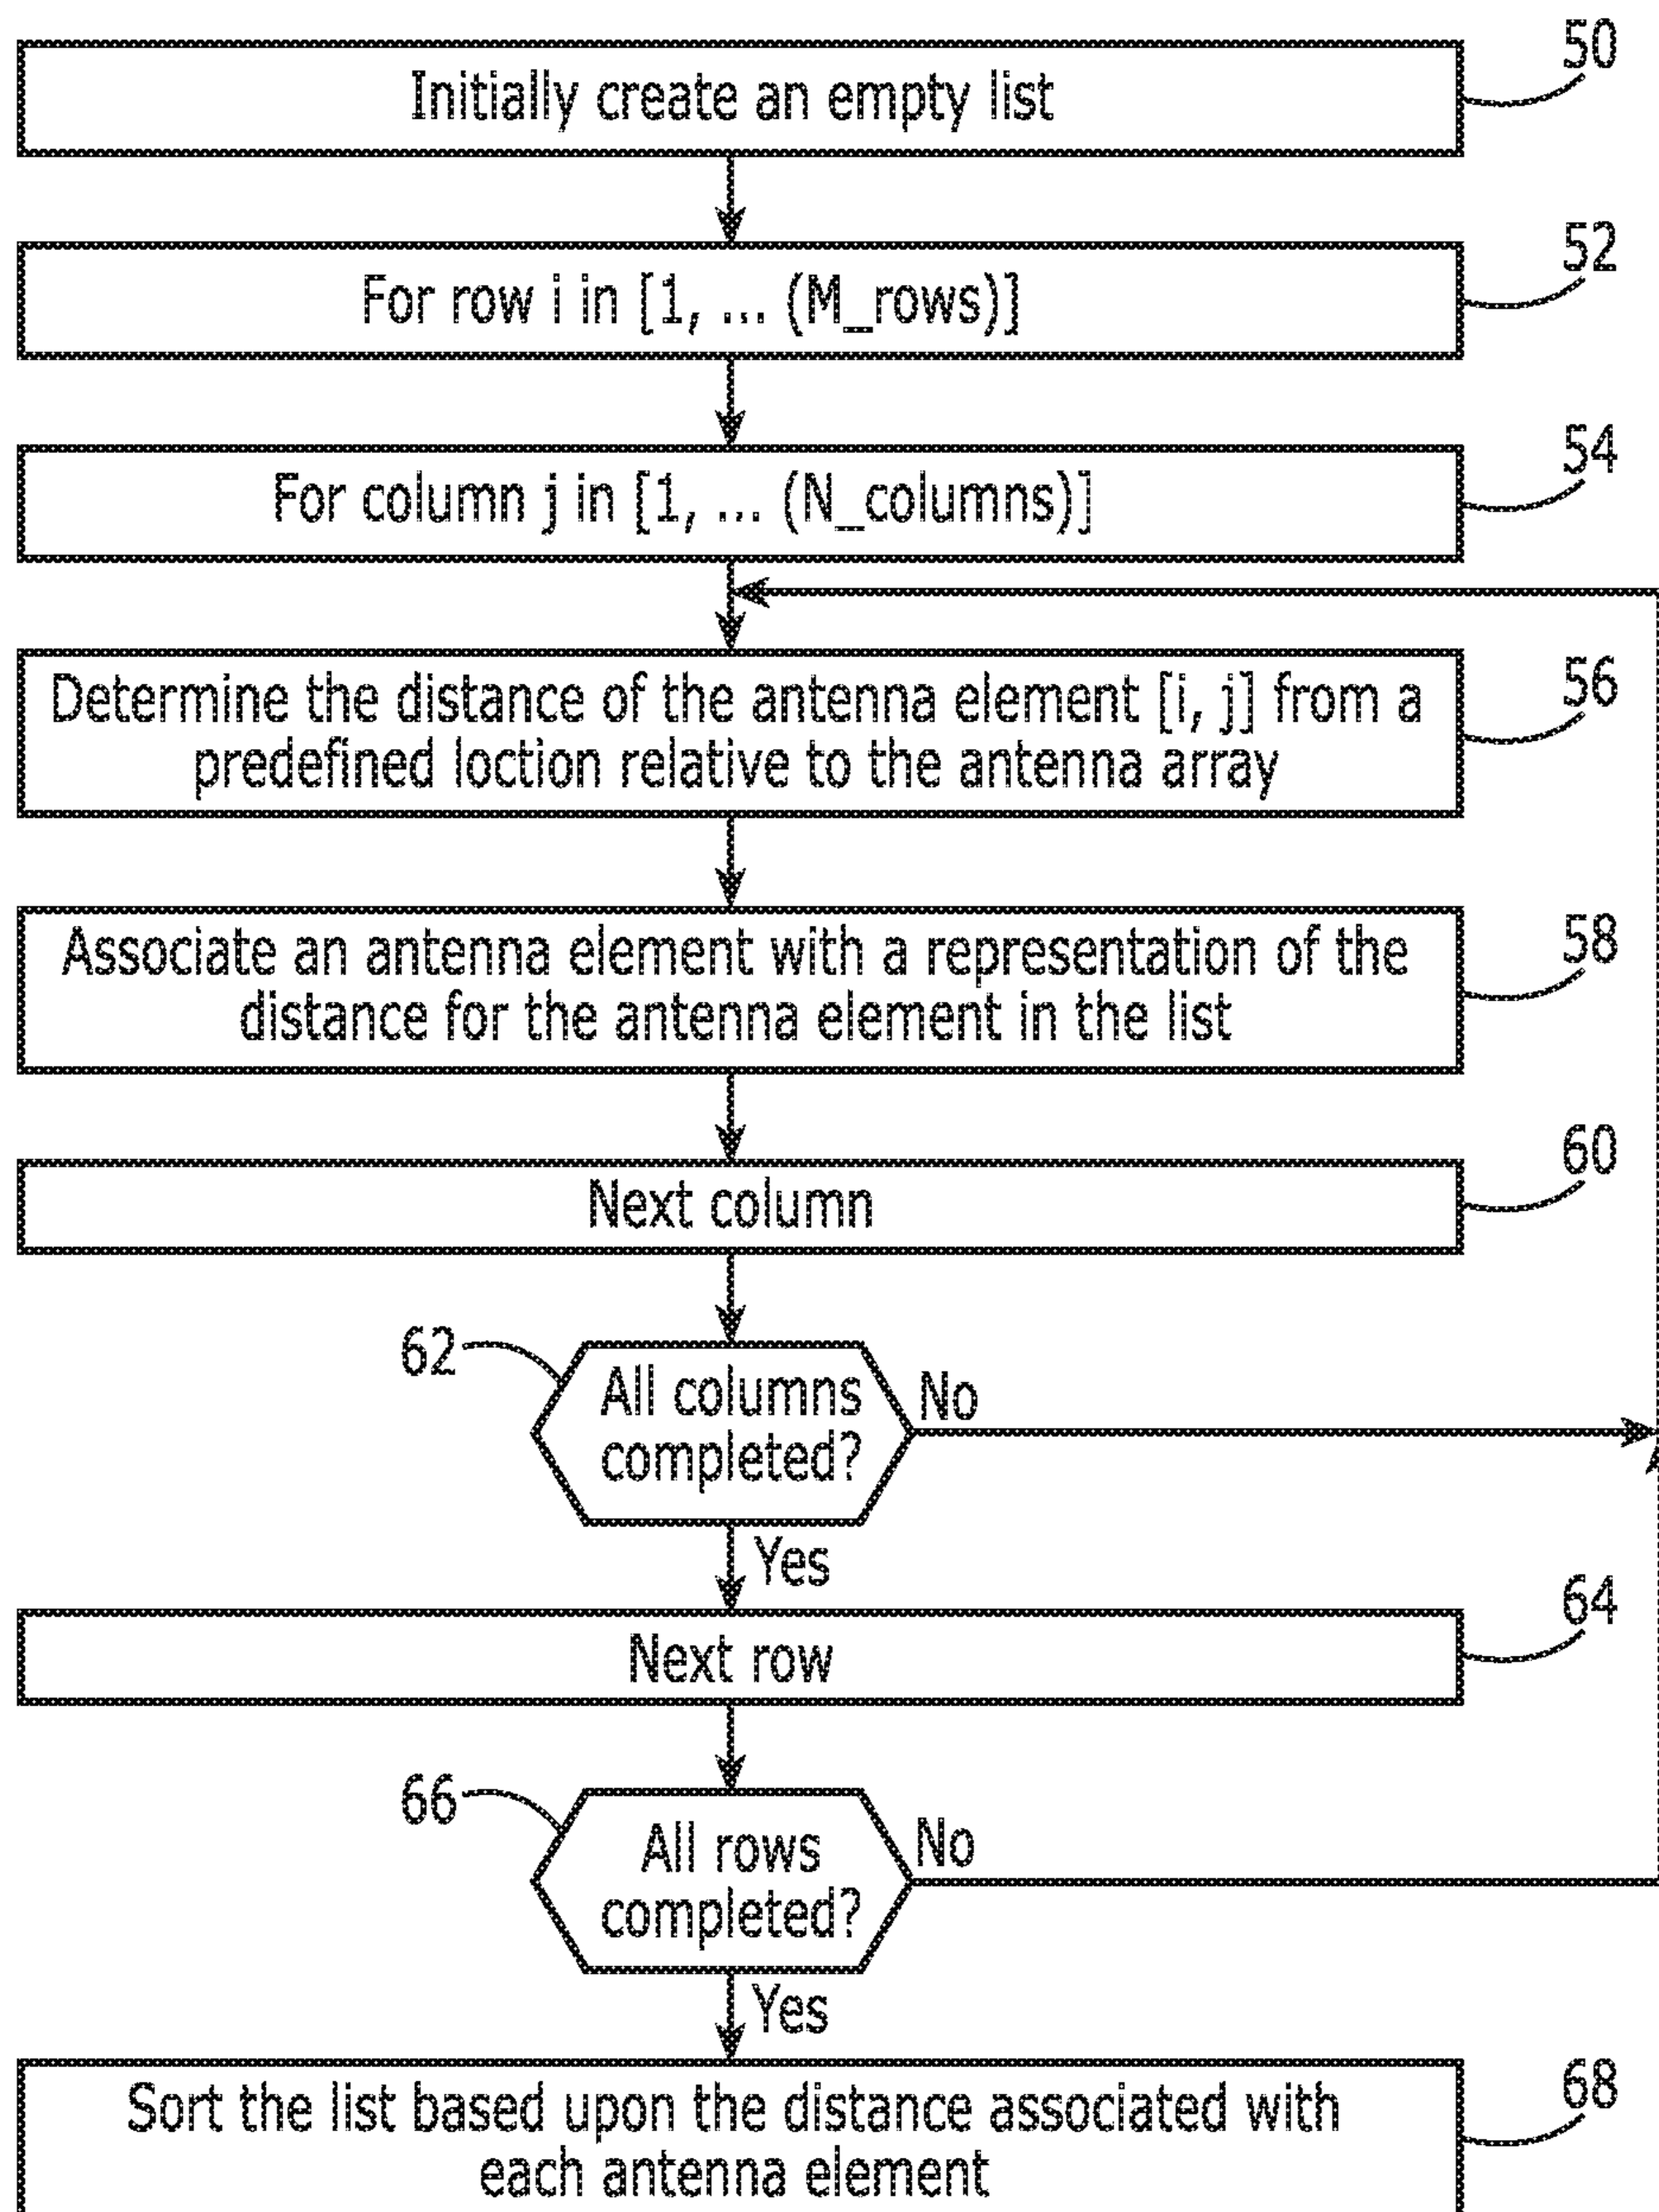 50
Initially create an empty list
52
For row i in [1, ... (M_rows)]
54
For column j in [1, ... (N_columns)]
56
Determine the distance of the antenna element [i, j] from a
predefined loction relative to the antenna array
58
Associate an antenna element with a representation of the
distance for the antenna element in the list
60
Next column
62
All columns
completed?
No
Yes
64
Next row
66
All rows
completed?
No
Yes
68
Sort the list based upon the distance associated with
each antenna element